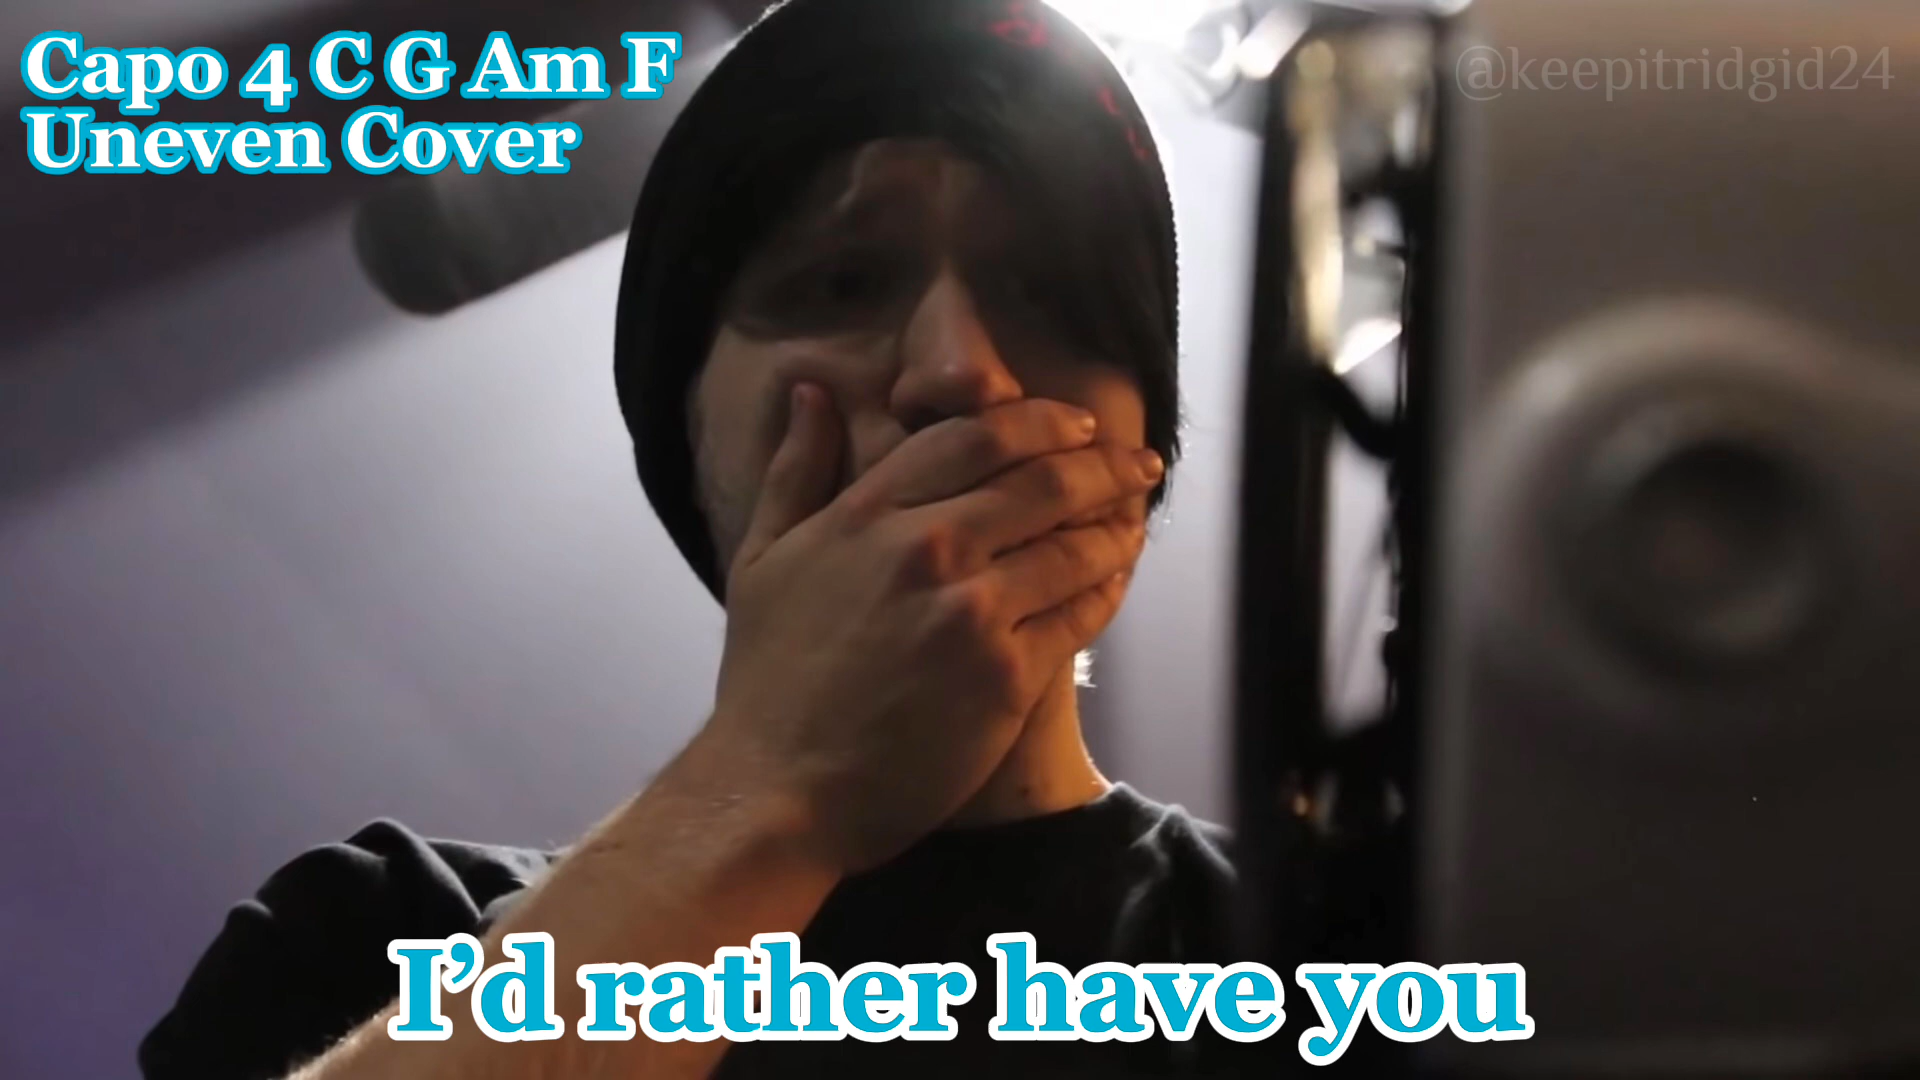 Capo 4 C G Am F
Uneven Cover
@keepitridgid24
I'd rather have you